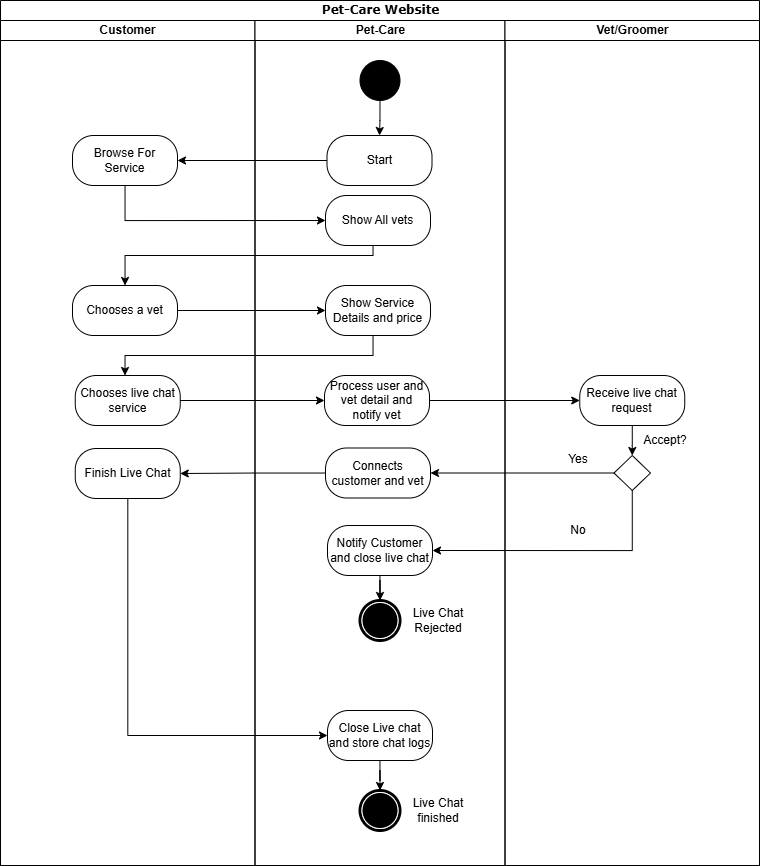 Pet-Care Website
Customer
Pet-Care
Vet/Groomer
Start
Browse For
Service
Show All vets
Chooses a vet
Show Service
Details and price
Chooses live chat
service
Process user and
vet detail and
notify vet
Receive live chat
request
Accept?
Yes
Connects
customer and vet
Finish Live Chat
No
Notify Customer
and close live chat
Live Chat
Rejected
Close Live chat
and store chat logs
Live Chat
finished